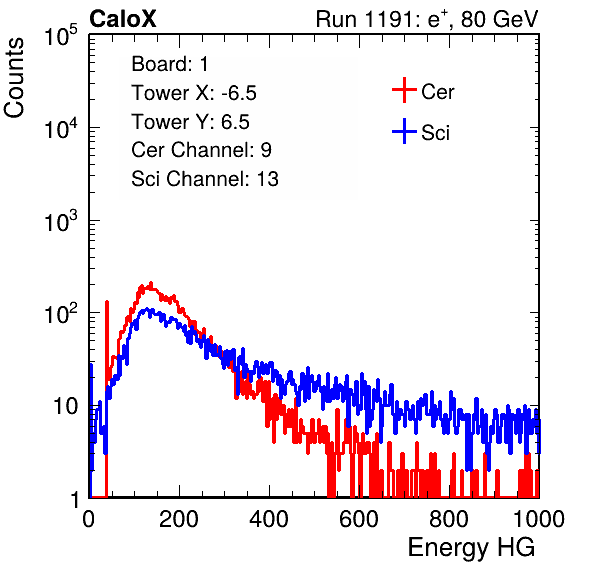 CaloX Run 1191: e⁺, 80 GeV
Counts
Board: 1
Tower X: -6.5
Tower Y: 6.5
Cer Channel: 9
Sci Channel: 13
Cer
Sci
10⁵
10⁴
10³
10²
10
1
0 200 400 600 800 1000
Energy HG